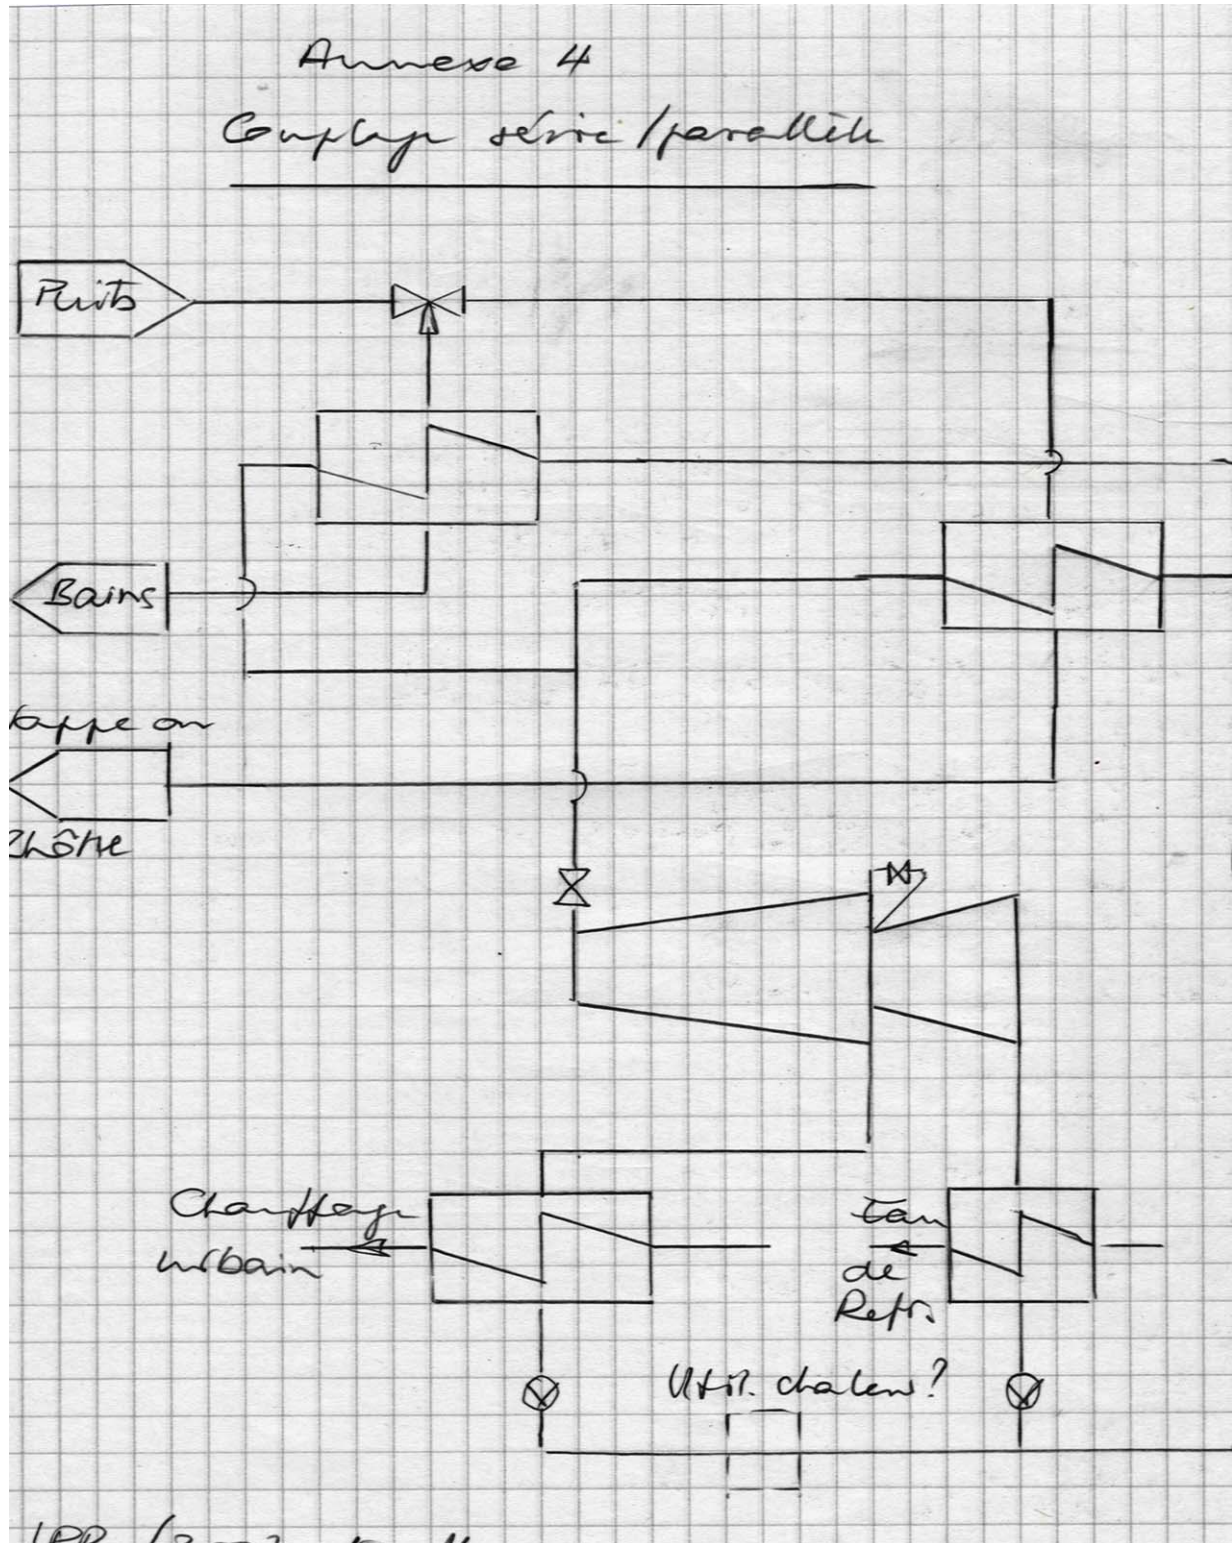 Annexe 4
Couplage série/parallèle
Puits
Bains
Nappe ou
Rhône
Chauffage
urbain
Eau
de
Refr.
Util. chaleur?